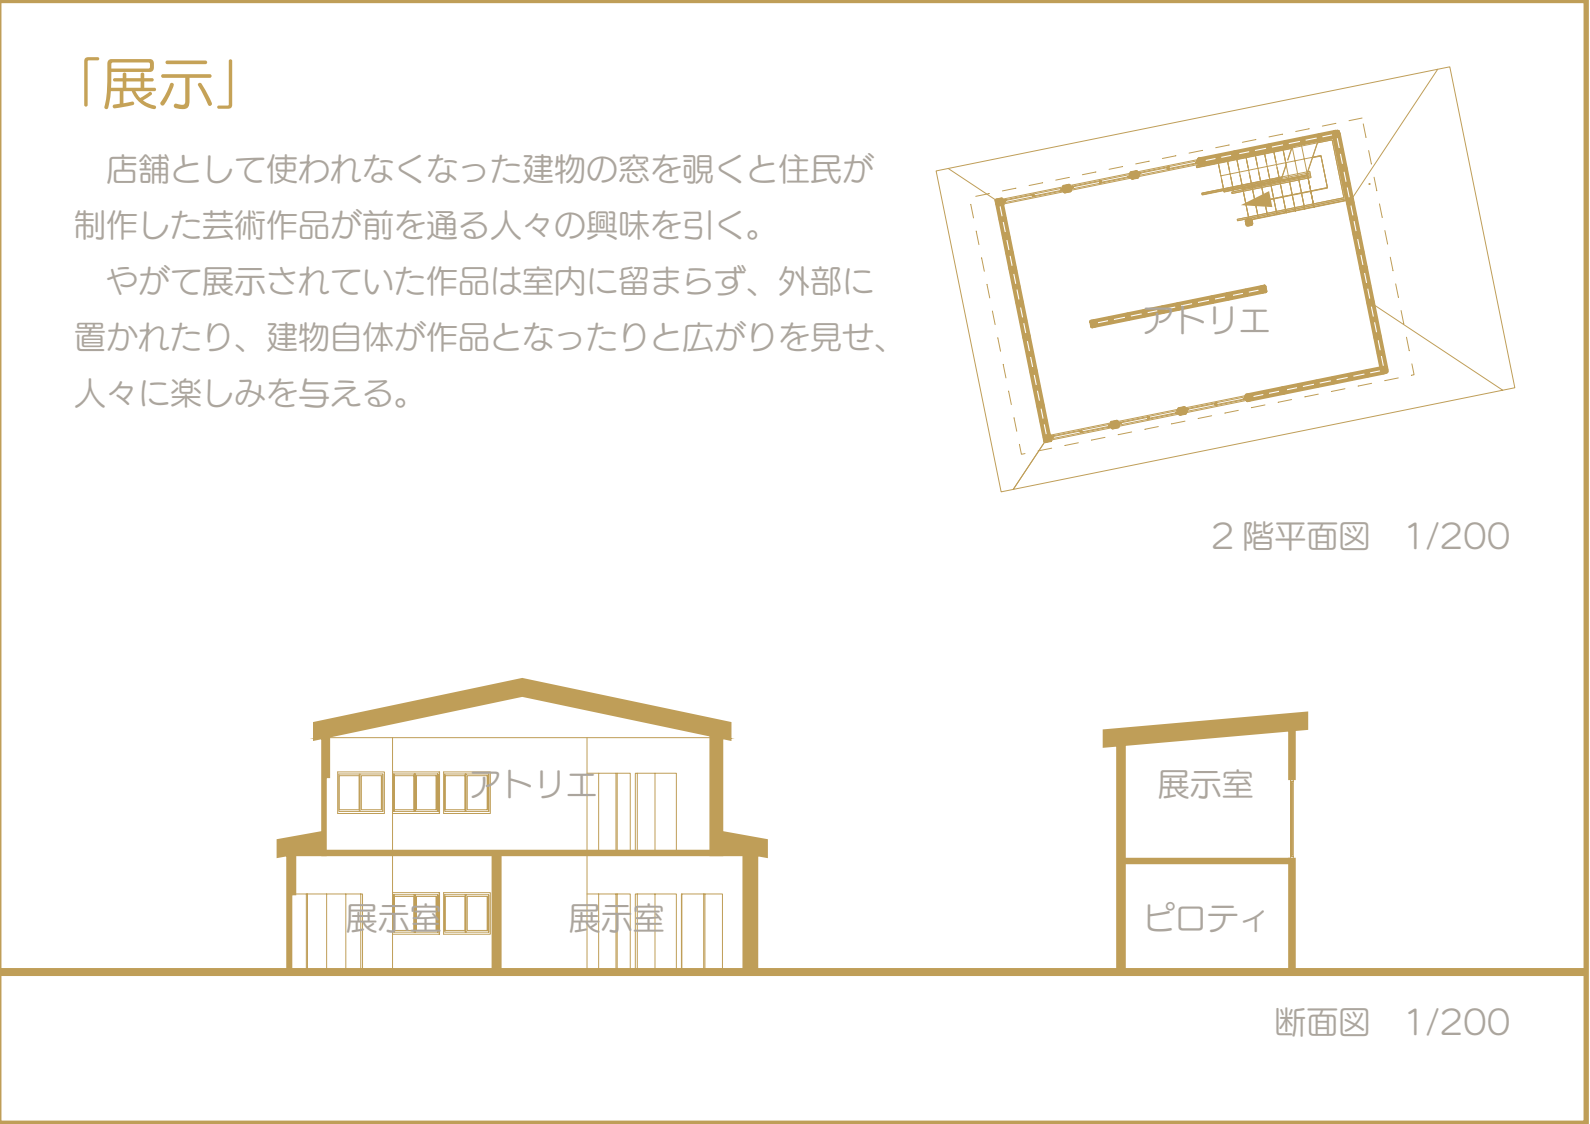 「展示」
　店舗として使われなくなった建物の窓を覗くと住民が
制作した芸術作品が前を通る人々の興味を引く。
　やがて展示されていた作品は室内に留まらず、外部に
置かれたり、建物自体が作品となったりと広がりを見せ、
人々に楽しみを与える。
アトリエ
2 階平面図　1/200
アトリエ
展示室
展示室
展示室
ピロティ
断面図　1/200